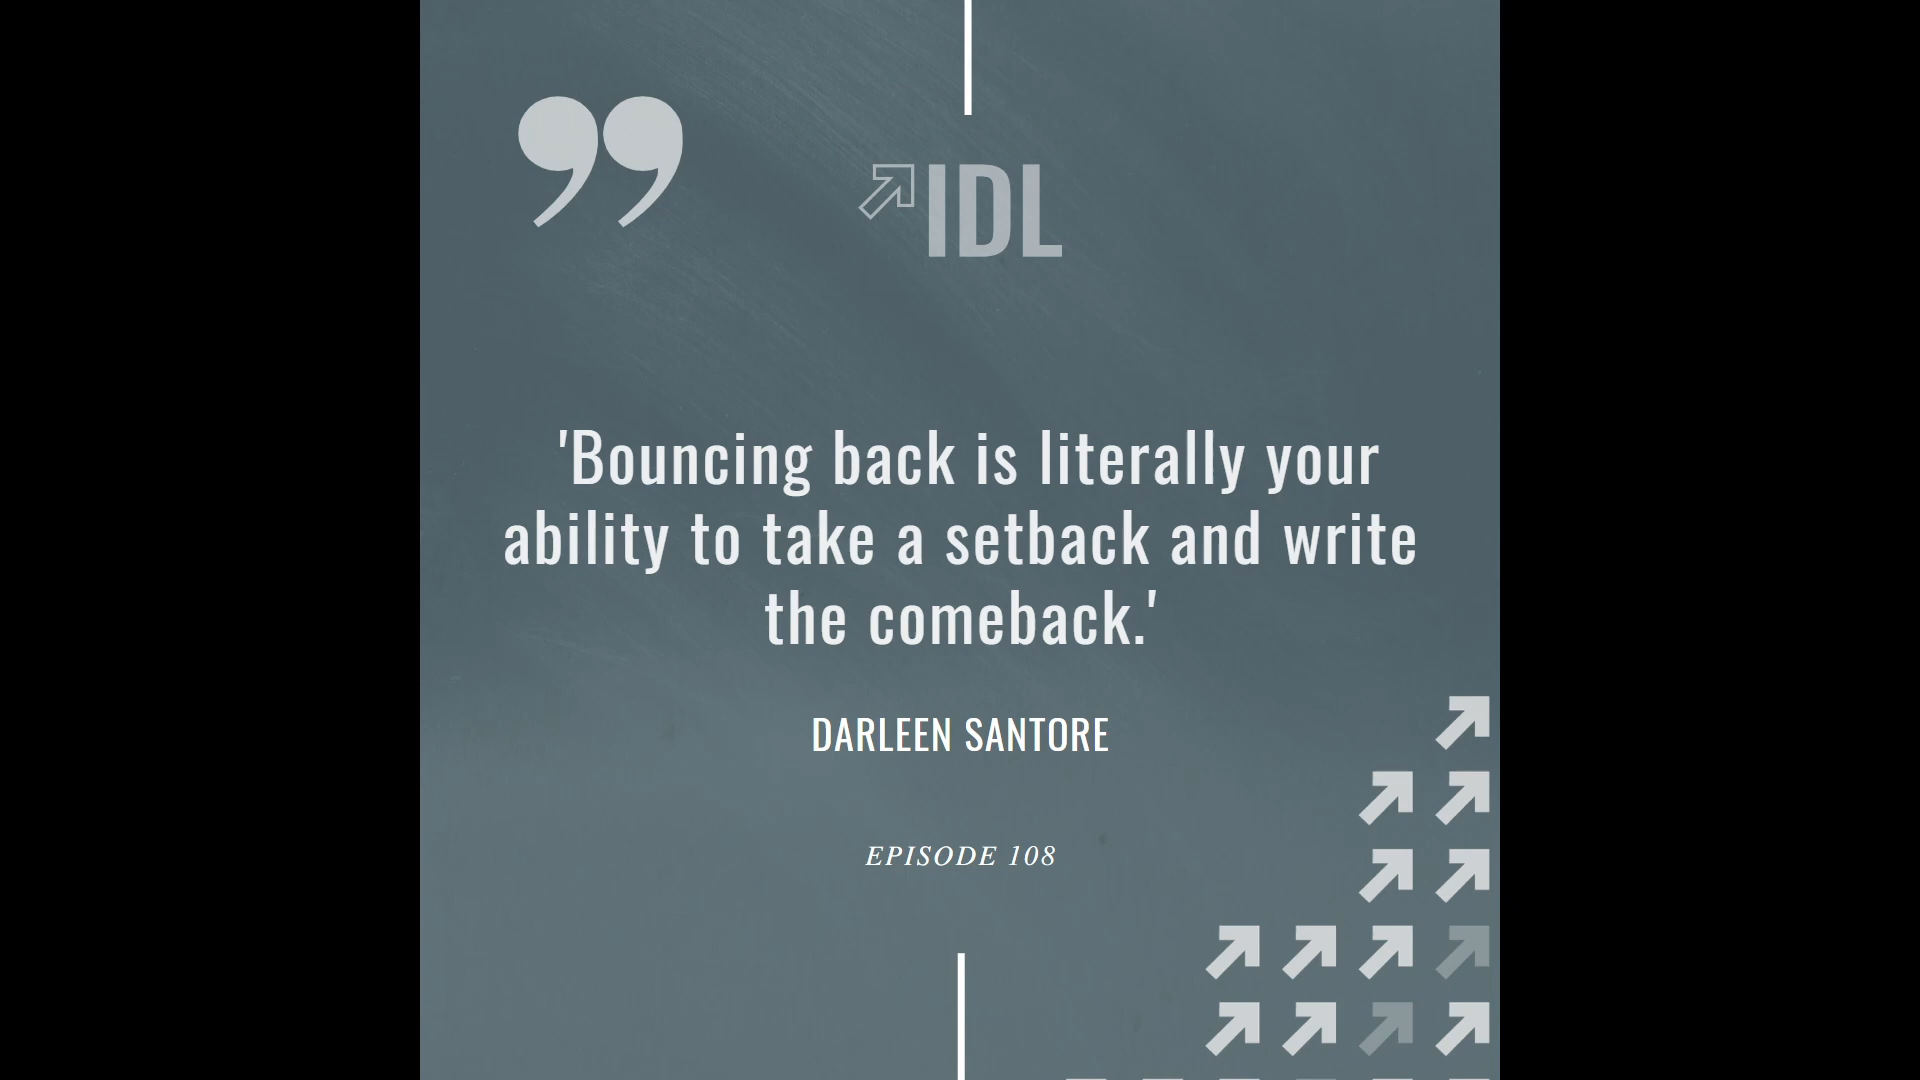 IDL
'Bouncing back is literally your
ability to take a setback and write
the comeback.'
DARLEEN SANTORE
EPISODE 108